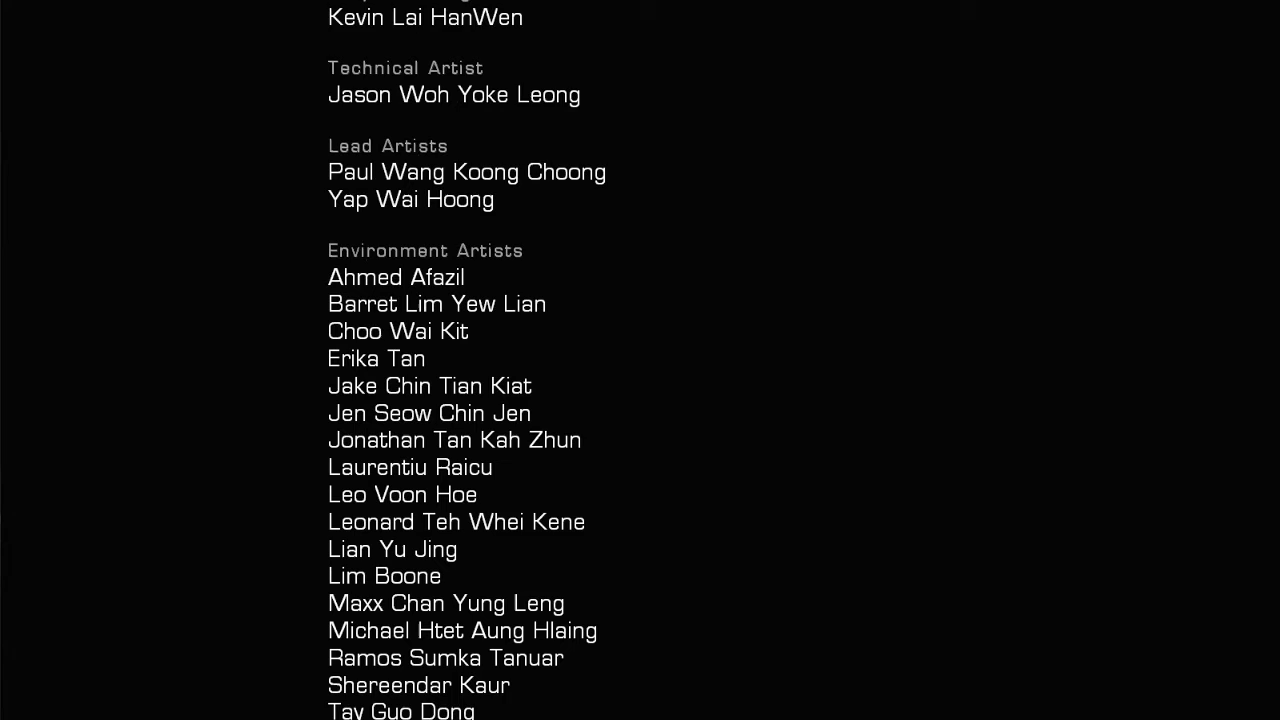 Kevin Lai HanWen
Technical Artist
Jason Woh Yoke Leong
Lead Artists
Paul Wang Koong Choong
Yap Wai Hoong
Environment Artists
Ahmed Afazil
Barret Lim Yew Lian
Choo Wai Kit
Erika Tan
Jake Chin Tian Kiat
Jen Seow Chin Jen
Jonathan Tan Kah Zhun
Laurentiu Raicu
Leo Voon Hoe
Leonard Teh Whei Kene
Lian Yu Jing
Lim Boone
Maxx Chan Yung Leng
Michael Htet Aung Hlaing
Ramos Sumka Tanuar
Shereendar Kaur
Tay Guo Dong